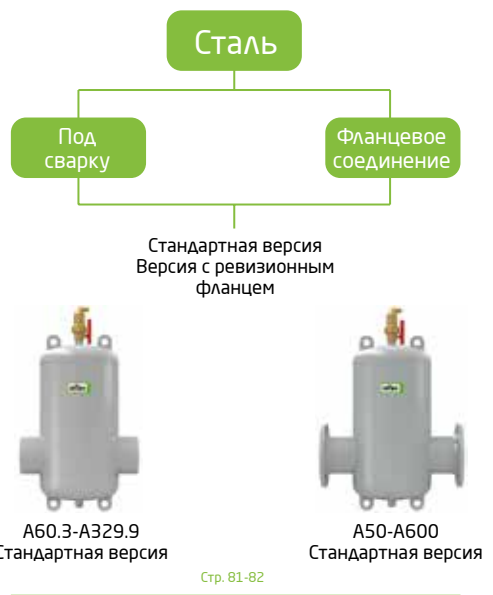 Сталь
Под
сварку
Фланцевое
соединение
Стандартная версия
Версия с ревизионным
фланцем
A60.3-A329.9
Стандартная версия
A50-A600
Стандартная версия
Стр. 81-82